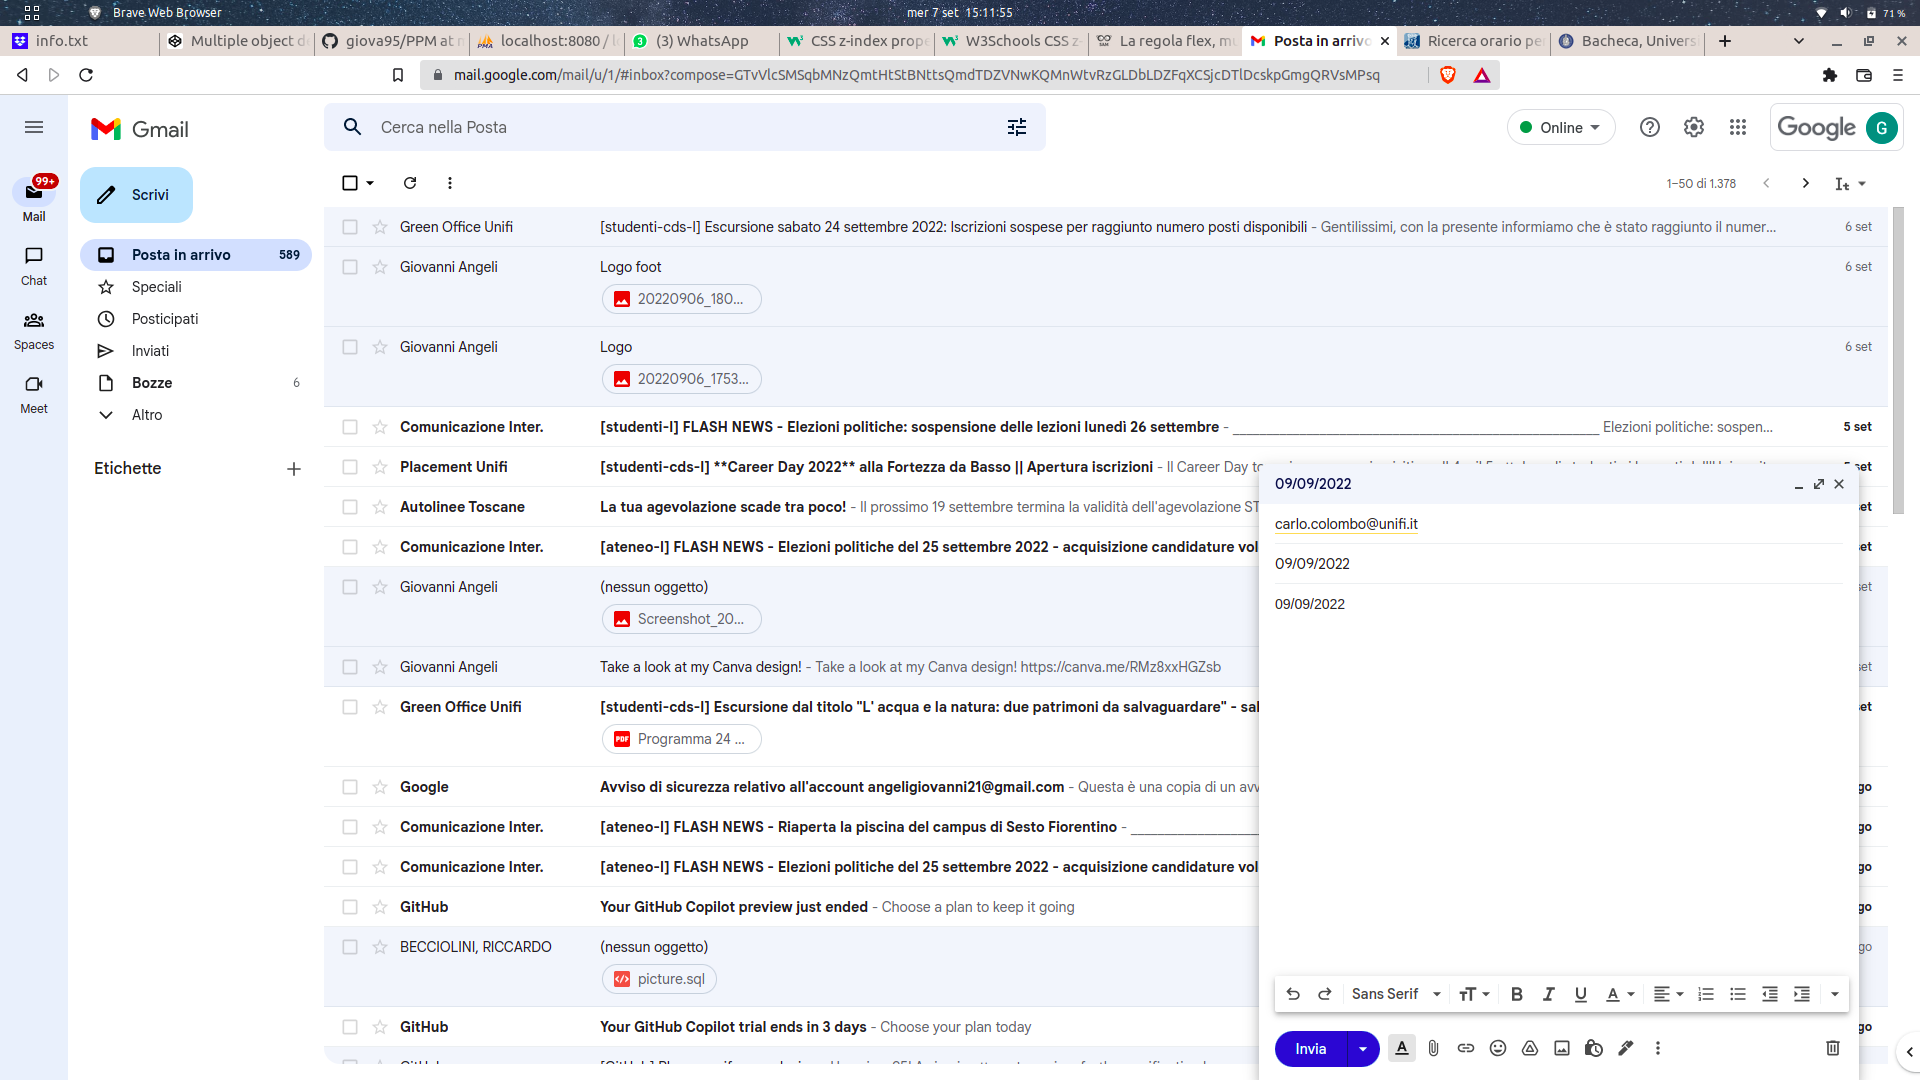 Brave Web Browser
mer 7 set 15:11:55
71 %
info.txt
Multiple object d
giova95/PPM at m
localhost:8080 / l
(3) WhatsApp
CSS z-index prope
W3Schools CSS z-
La regola flex, mu
Posta in arrivo
Ricerca orario pe
Bacheca, Univers
mail.google.com/mail/u/1/#inbox?compose=GTvVlcSMSqbMNzQmtHtStBNttsQmdTDZVNwKQMnWtvRzGLDbLDZFqXCSjcDTlDcskpGmgQRVsMPsq
Gmail
Cerca nella Posta
Online
Google
G
99+
Mail
Chat
Spaces
Meet
Scrivi
Posta in arrivo 589
Speciali
Posticipati
Inviati
Bozze 6
Altro
Etichette
1–50 di 1.378
Green Office Unifi [studenti-cds-l] Escursione sabato 24 settembre 2022: Iscrizioni sospese per raggiunto numero posti disponibili - Gentilissimi, con la presente informiamo che è stato raggiunto il numer... 6 set
Giovanni Angeli Logo foot 6 set
20220906_180...
Giovanni Angeli Logo 6 set
20220906_1753...
Comunicazione Inter. [studenti-l] FLASH NEWS - Elezioni politiche: sospensione delle lezioni lunedì 26 settembre - Elezioni politiche: sospen... 5 set
Placement Unifi [studenti-cds-l] **Career Day 2022** alla Fortezza da Basso || Apertura iscrizioni - Il Career Day set
Autolinee Toscane La tua agevolazione scade tra poco! - Il prossimo 19 settembre termina la validità dell'agevolazione ST set
Comunicazione Inter. [ateneo-l] FLASH NEWS - Elezioni politiche del 25 settembre 2022 - acquisizione candidature vol set
Giovanni Angeli (nessun oggetto) set
Screenshot_20...
Giovanni Angeli Take a look at my Canva design! - Take a look at my Canva design! https://canva.me/RMz8xxHGZsb set
Green Office Unifi [studenti-cds-l] Escursione dal titolo "L' acqua e la natura: due patrimoni da salvaguardare" - sal set
PDF Programma 24 ...
Google Avviso di sicurezza relativo all'account angeligiovanni21@gmail.com - Questa è una copia di un avv go
Comunicazione Inter. [ateneo-l] FLASH NEWS - Riaperta la piscina del campus di Sesto Fiorentino - go
Comunicazione Inter. [ateneo-l] FLASH NEWS - Elezioni politiche del 25 settembre 2022 - acquisizione candidature vol go
GitHub Your GitHub Copilot preview just ended - Choose a plan to keep it going go
BECCIOLINI, RICCARDO (nessun oggetto) go
picture.sql
GitHub Your GitHub Copilot trial ends in 3 days - Choose your plan today go
09/09/2022
carlo.colombo@unifi.it
09/09/2022
09/09/2022
Sans Serif
Invia